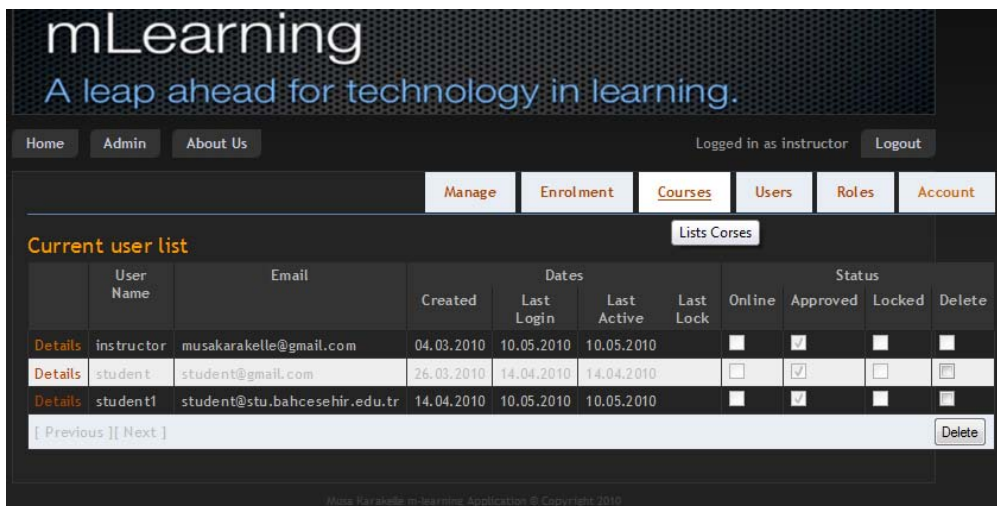 mLearning
A leap ahead for technology in learning.
Home Admin About Us Logged in as instructor Logout
Manage Enrolment Courses Users Roles Account
Lists Corses
Current user list
User Name Email Dates Status
Created Last Login Last Active Last Lock Online Approved Locked Delete
Details instructor musakarakelle@gmail.com 04.03.2010 10.05.2010 10.05.2010
Details student student@gmail.com 26.03.2010 14.04.2010 14.04.2010
Details student1 student@stu.bahcesehir.edu.tr 14.04.2010 10.05.2010 10.05.2010
[ Previous ][ Next ] Delete
Musa Karakelle m-learning Application © Copyright 2010